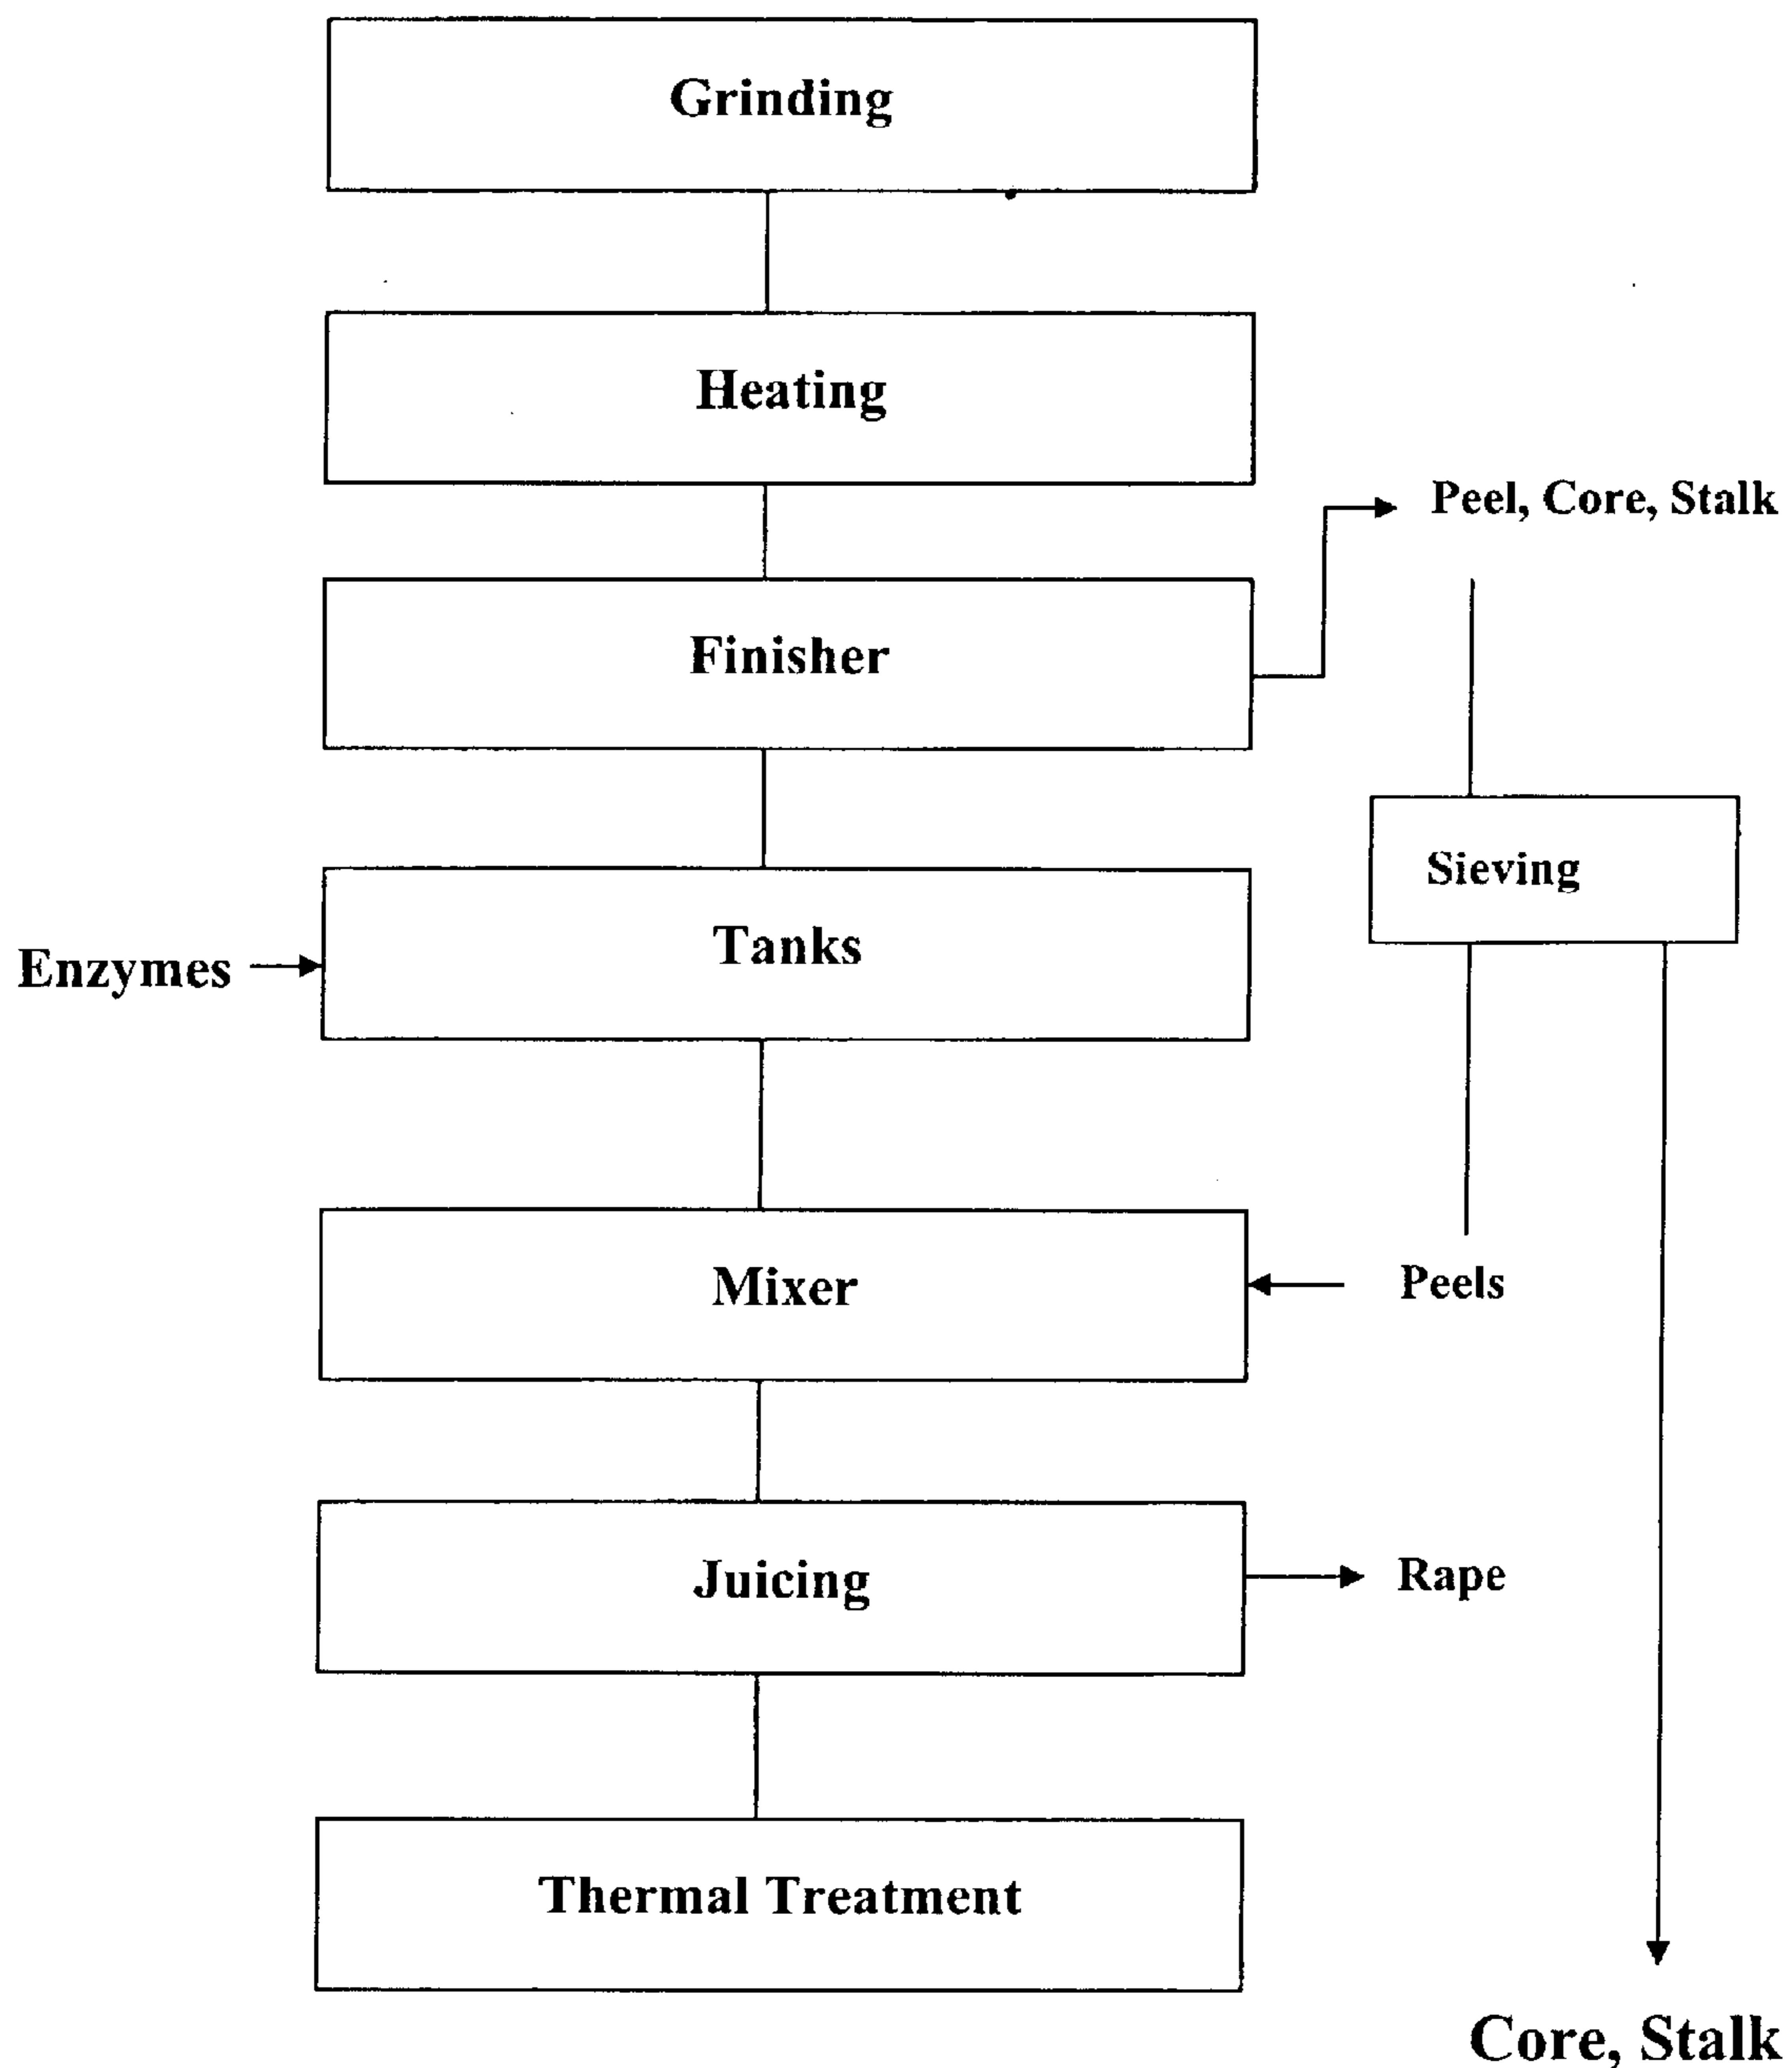 Grinding
Heating
Peel, Core, Stalk
Finisher
Sieving
Tanks
Enzymes
Mixer
Peels
Juicing
Rape
Thermal Treatment
Core, Stalk